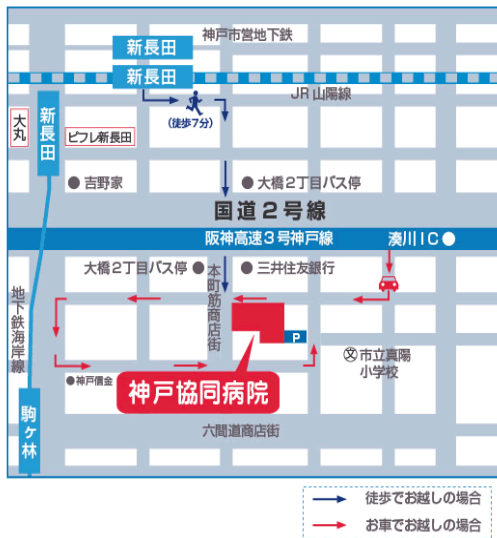 神戸市営地下鉄
新長田
新長田
JR山陽線
(徒歩7分)
大丸
新長田
ピフレ新長田
吉野家
大橋2丁目バス停
国道2号線
阪神高速3号神戸線
湊川IC
大橋2丁目バス停
本町筋商店街
三井住友銀行
地下鉄海岸線
P
文
市立真陽
小学校
神戸信金
神戸協同病院
駒ヶ林
六間道商店街
徒歩でお越しの場合
お車でお越しの場合